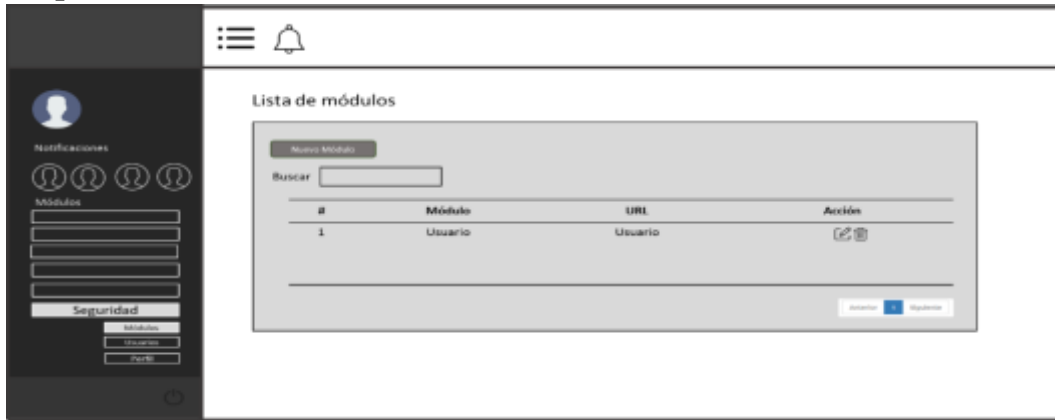 Lista de módulos
Notificaciones
Módulos
Seguridad
Módulos
Usuarios
Perfil
Nuevo Módulo
Buscar
# Módulo URL Acción
1 Usuario Usuario
Anterior 1 Siguiente